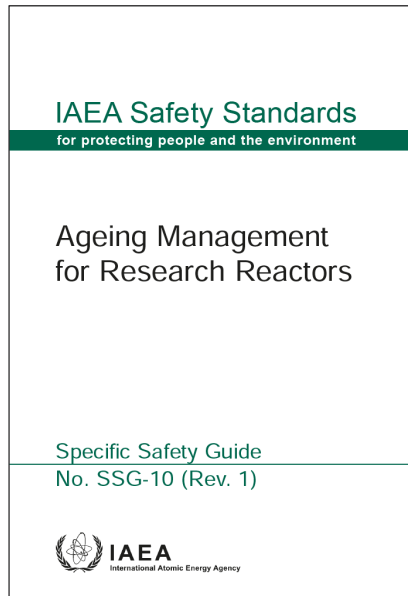 IAEA Safety Standards
for protecting people and the environment
Ageing Management
for Research Reactors
Specific Safety Guide
No. SSG-10 (Rev. 1)
IAEA
International Atomic Energy Agency